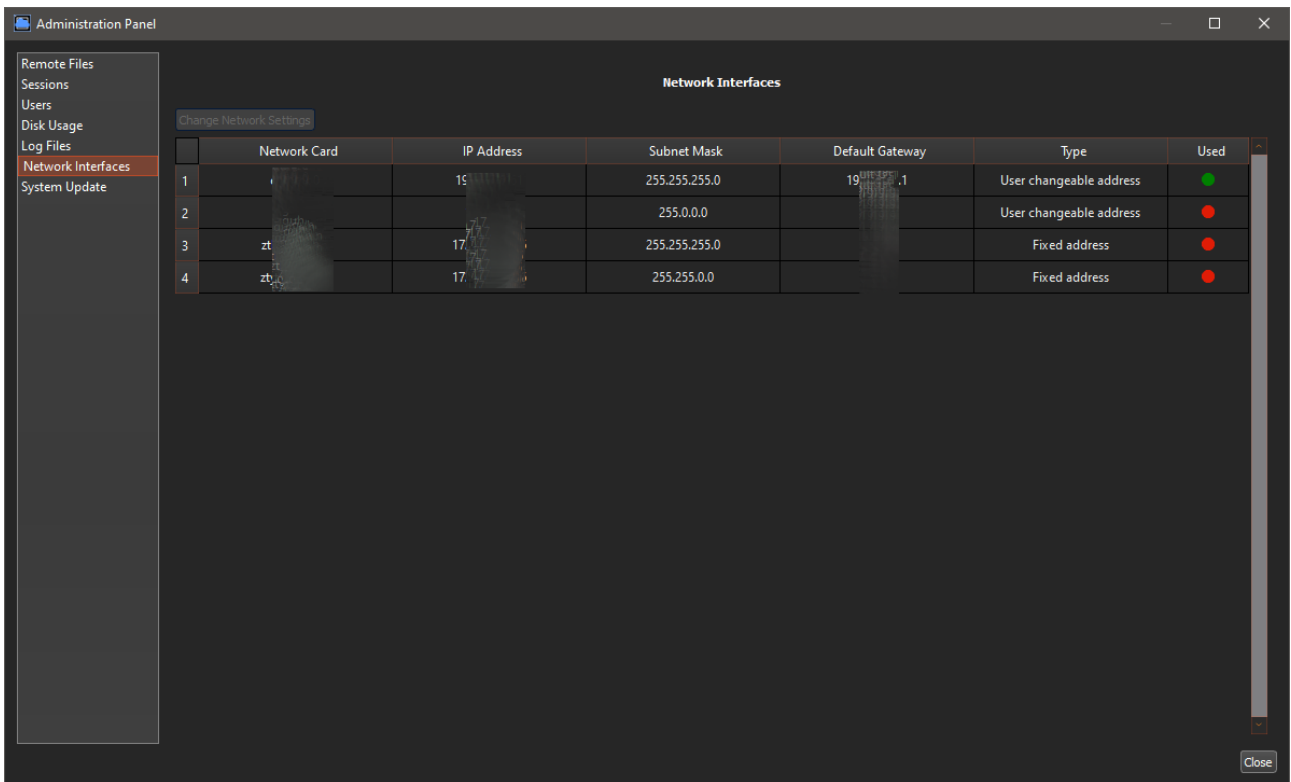 Administration Panel
Remote Files
Sessions
Users
Disk Usage
Log Files
Network Interfaces
System Update
Network Interfaces
Change Network Settings
Network Card IP Address Subnet Mask Default Gateway Type Used
1 255.255.255.0 User changeable address
2 255.0.0.0 User changeable address
3 255.255.255.0 Fixed address
4 255.255.0.0 Fixed address
Close